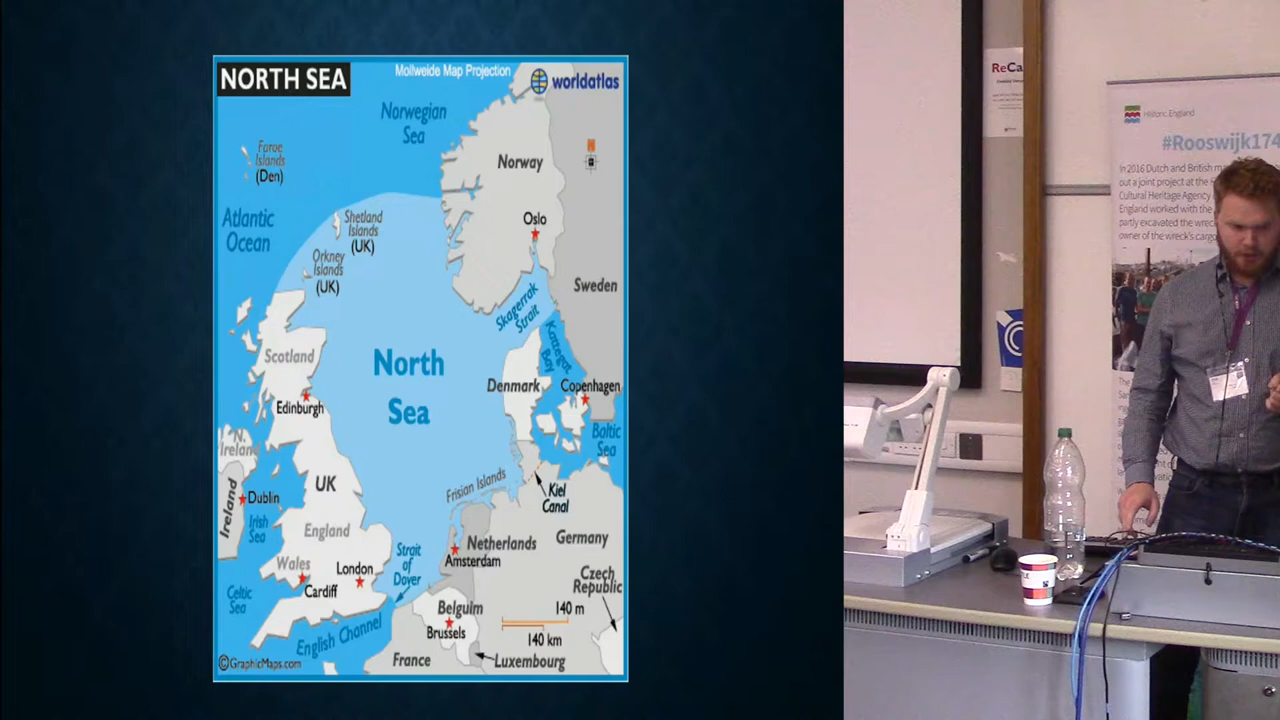 NORTH SEA
Mollweide Map Projection
worldatlas
Norwegian
Sea
Faroe
Islands
(Den)
Norway
Atlantic
Ocean
Shetland
Islands
(UK)
Oslo
Orkney
Islands
(UK)
Sweden
Skagerrak
Strait
Kattegat
Bay
Scotland
North
Sea
Denmark
Copenhagen
Edinburgh
Baltic
Sea
N.
Ireland
UK
Frisian Islands
Kiel
Canal
Ireland
Dublin
Irish
Sea
England
Netherlands
Germany
Amsterdam
Strait
of
Dover
Wales
London
Czech
Republic
Cardiff
Celtic
Sea
Belguim
140 m
Brussels
140 km
English Channel
France
Luxembourg
©GraphicMaps.com
ReCa
Historic England
#Rooswijk174
In 2016 Dutch and British ma
out a joint project at the
Cultural Heritage Agency
England worked with the
partly excavated the wreck
owner of the wreck's cargo
The